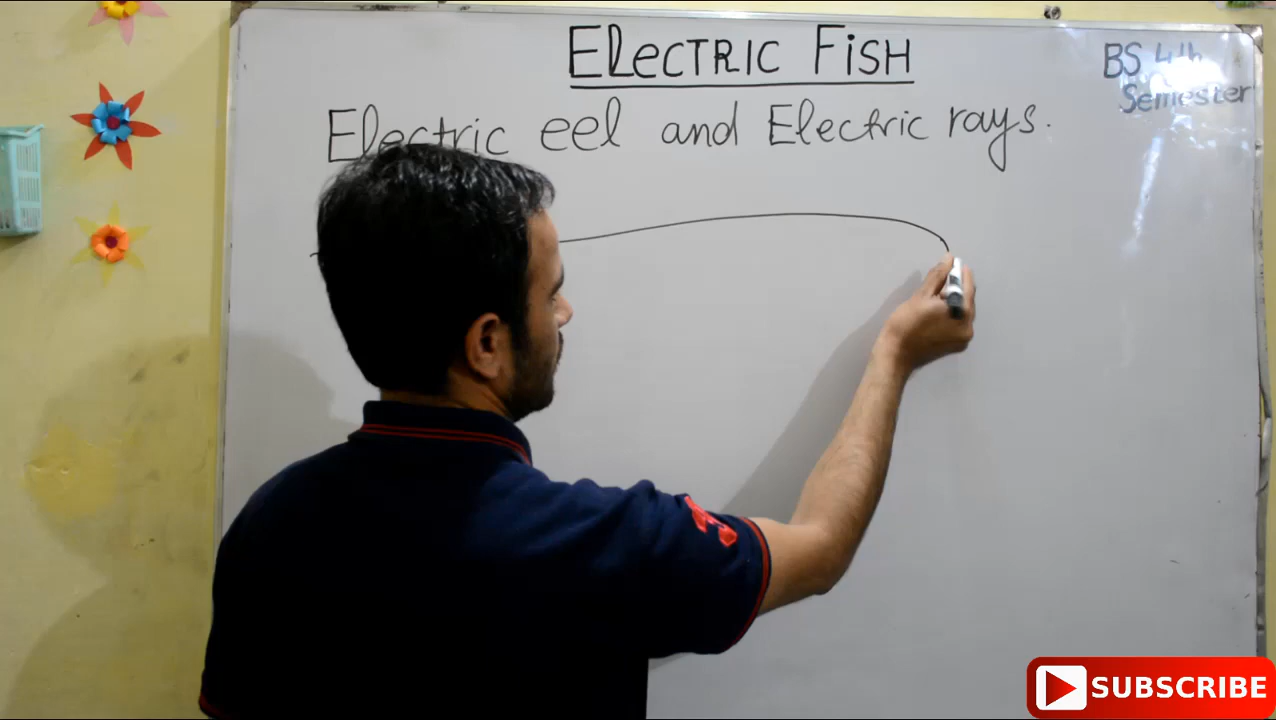 ELECTRIC FISH
BS 4th
Semester
Electric eel and Electric rays.
SUBSCRIBE